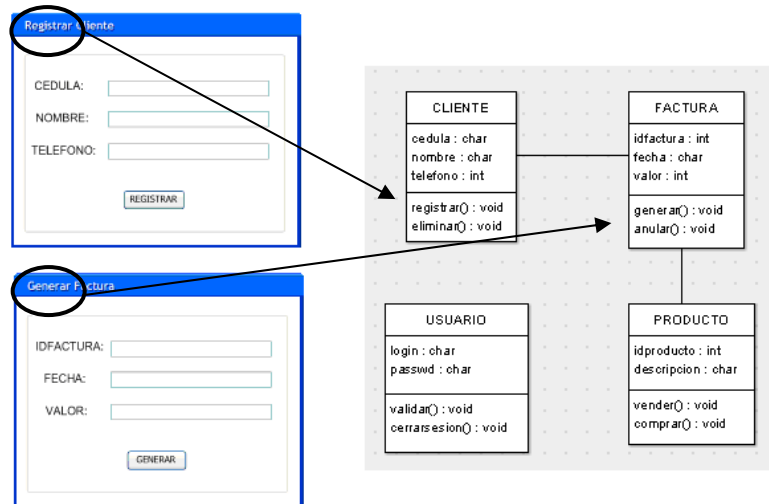 Registrar Cliente
CEDULA:
NOMBRE:
TELEFONO:
REGISTRAR
Generar Factura
IDFACTURA:
FECHA:
VALOR:
GENERAR
CLIENTE
cedula : char
nombre : char
telefono : int
registrar() : void
eliminar() : void
FACTURA
idfactura : int
fecha : char
valor : int
generar() : void
anular() : void
USUARIO
login : char
passwd : char
validar() : void
cerrarsesion() : void
PRODUCTO
idproducto : int
descripcion : char
vender() : void
comprar() : void